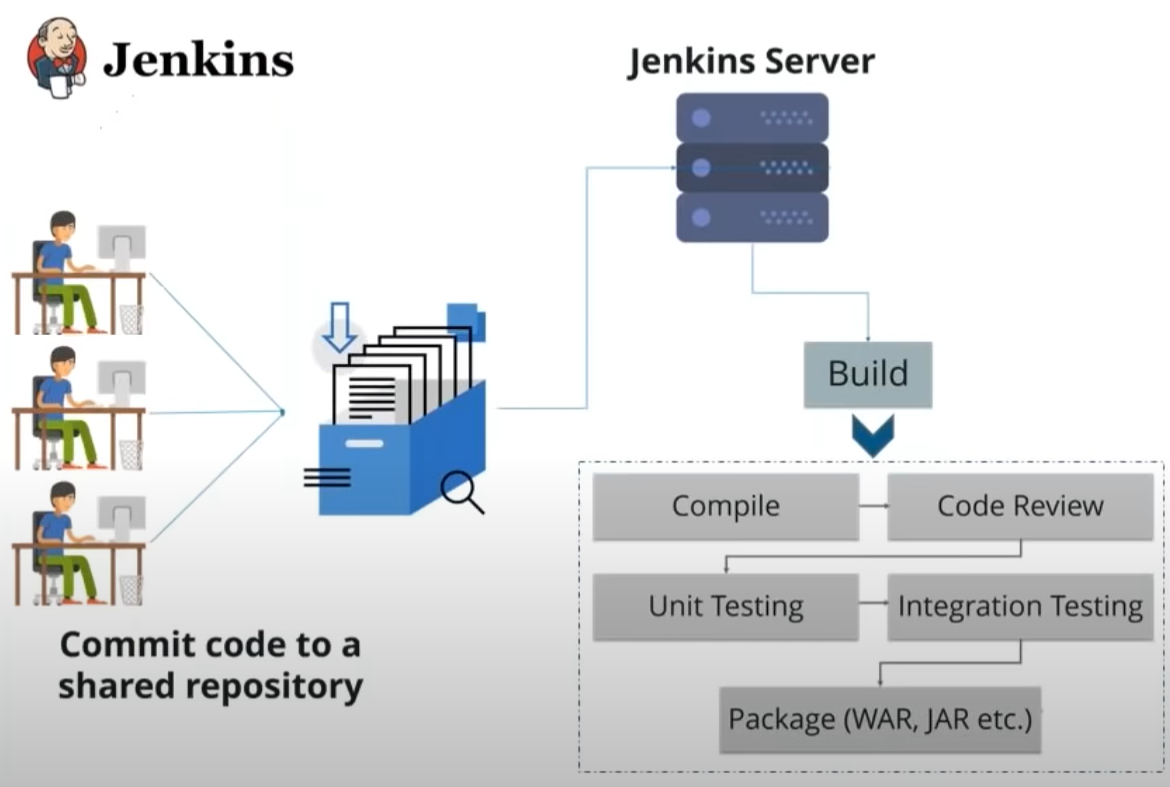 Jenkins
Jenkins Server
Build
Compile
Code Review
Unit Testing
Integration Testing
Package (WAR, JAR etc.)
Commit code to a
shared repository